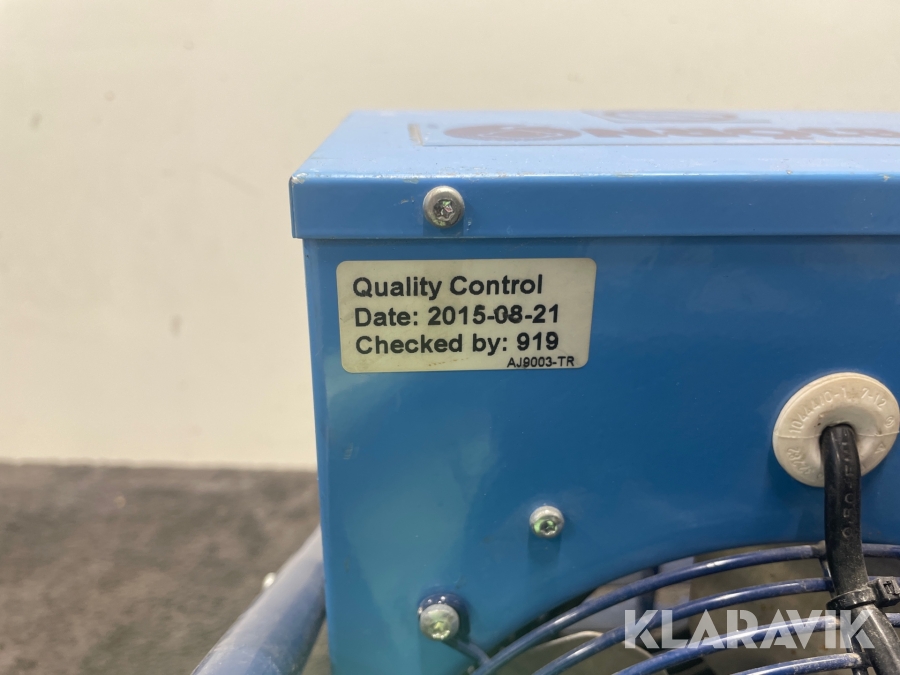 Quality Control
Date: 2015-08-21
Checked by: 919
AJ9003-TR
KLARAVIK